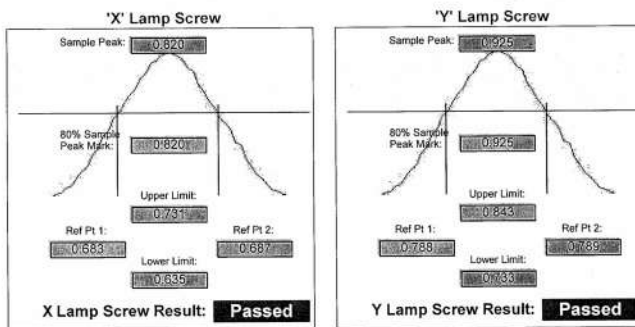 'X' Lamp Screw
Sample Peak: 0.820
80% Sample
Peak Mark: 0.820
Upper Limit:
0.731
Ref Pt 1:
0.683
Ref Pt 2:
0.687
Lower Limit:
0.635
X Lamp Screw Result: Passed
'Y' Lamp Screw
Sample Peak: 0.925
80% Sample
Peak Mark: 0.925
Upper Limit:
0.843
Ref Pt 1:
0.788
Ref Pt 2:
0.789
Lower Limit:
0.733
Y Lamp Screw Result: Passed